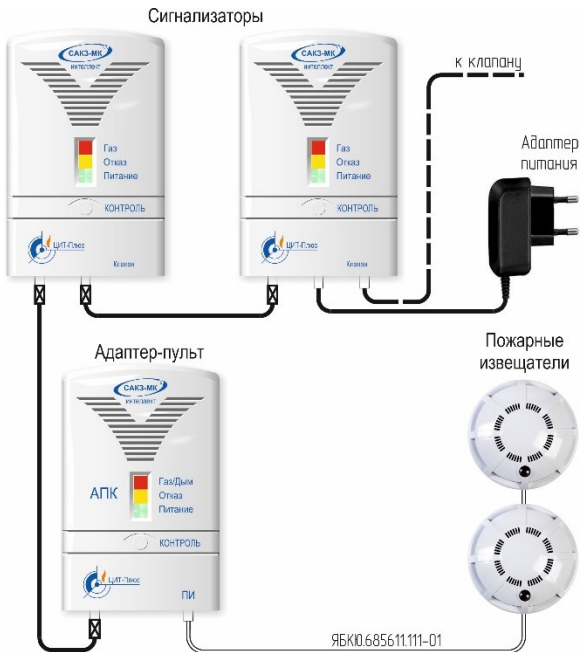 Сигнализаторы
САКЗ-МК
интеллект
Газ
Отказ
Питание
КОНТРОЛЬ
ЦИТ-Плюс
Клапан
САКЗ-МК
интеллект
Газ
Отказ
Питание
КОНТРОЛЬ
ЦИТ-Плюс
Клапан
к клапану
Адаптер
питания
Адаптер-пульт
САКЗ-МК
интеллект
АПК
Газ/Дым
Отказ
Питание
КОНТРОЛЬ
ЦИТ-Плюс
ПИ
Пожарные
извещатели
ЯБКЮ.685611.111-01